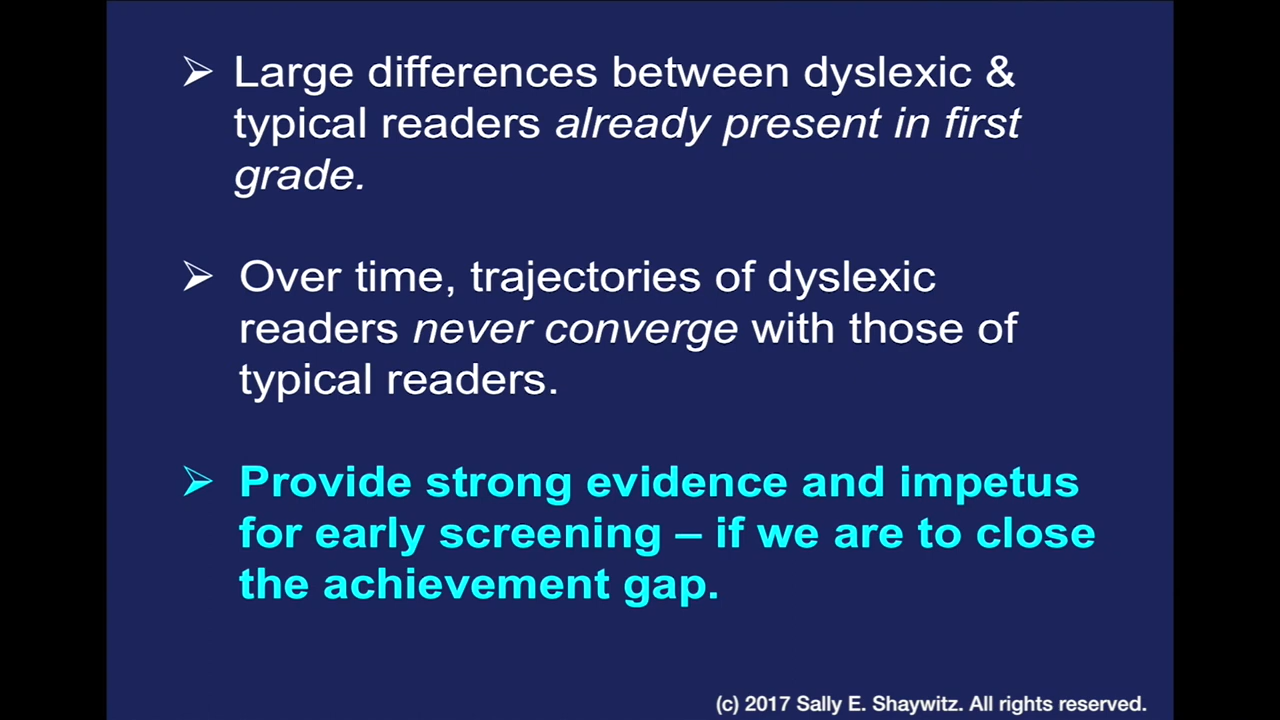 ➢ Large differences between dyslexic &
typical readers already present in first
grade.
➢ Over time, trajectories of dyslexic
readers never converge with those of
typical readers.
➢ Provide strong evidence and impetus
for early screening – if we are to close
the achievement gap.
(c) 2017 Sally E. Shaywitz. All rights reserved.